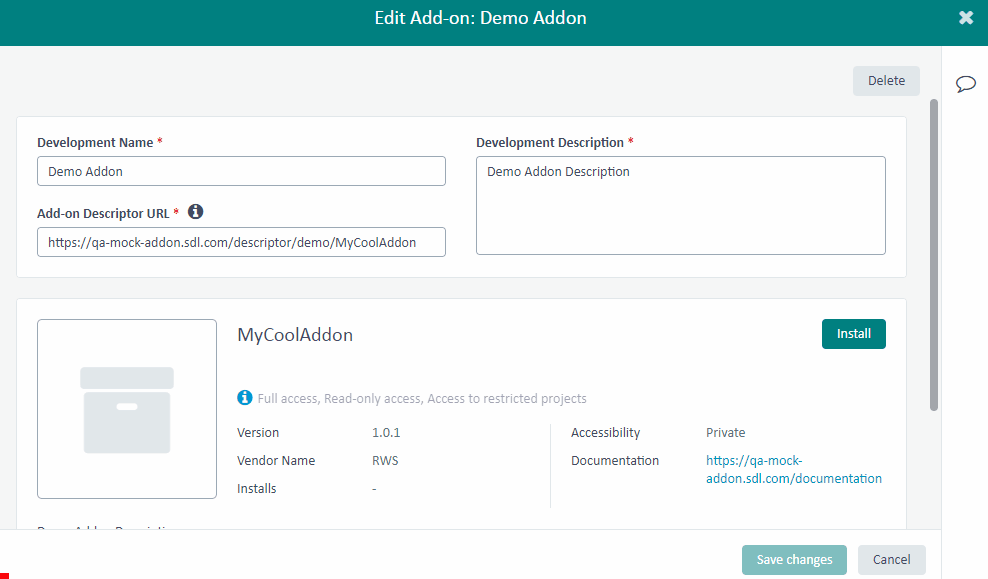 Edit Add-on: Demo Addon
Delete
Development Name *
Demo Addon
Development Description *
Demo Addon Description
Add-on Descriptor URL *
https://qa-mock-addon.sdl.com/descriptor/demo/MyCoolAddon
MyCoolAddon
Install
Full access, Read-only access, Access to restricted projects
Version 1.0.1
Vendor Name RWS
Installs -
Accessibility Private
Documentation https://qa-mock-
addon.sdl.com/documentation
Demo Addon Description
Save changes
Cancel